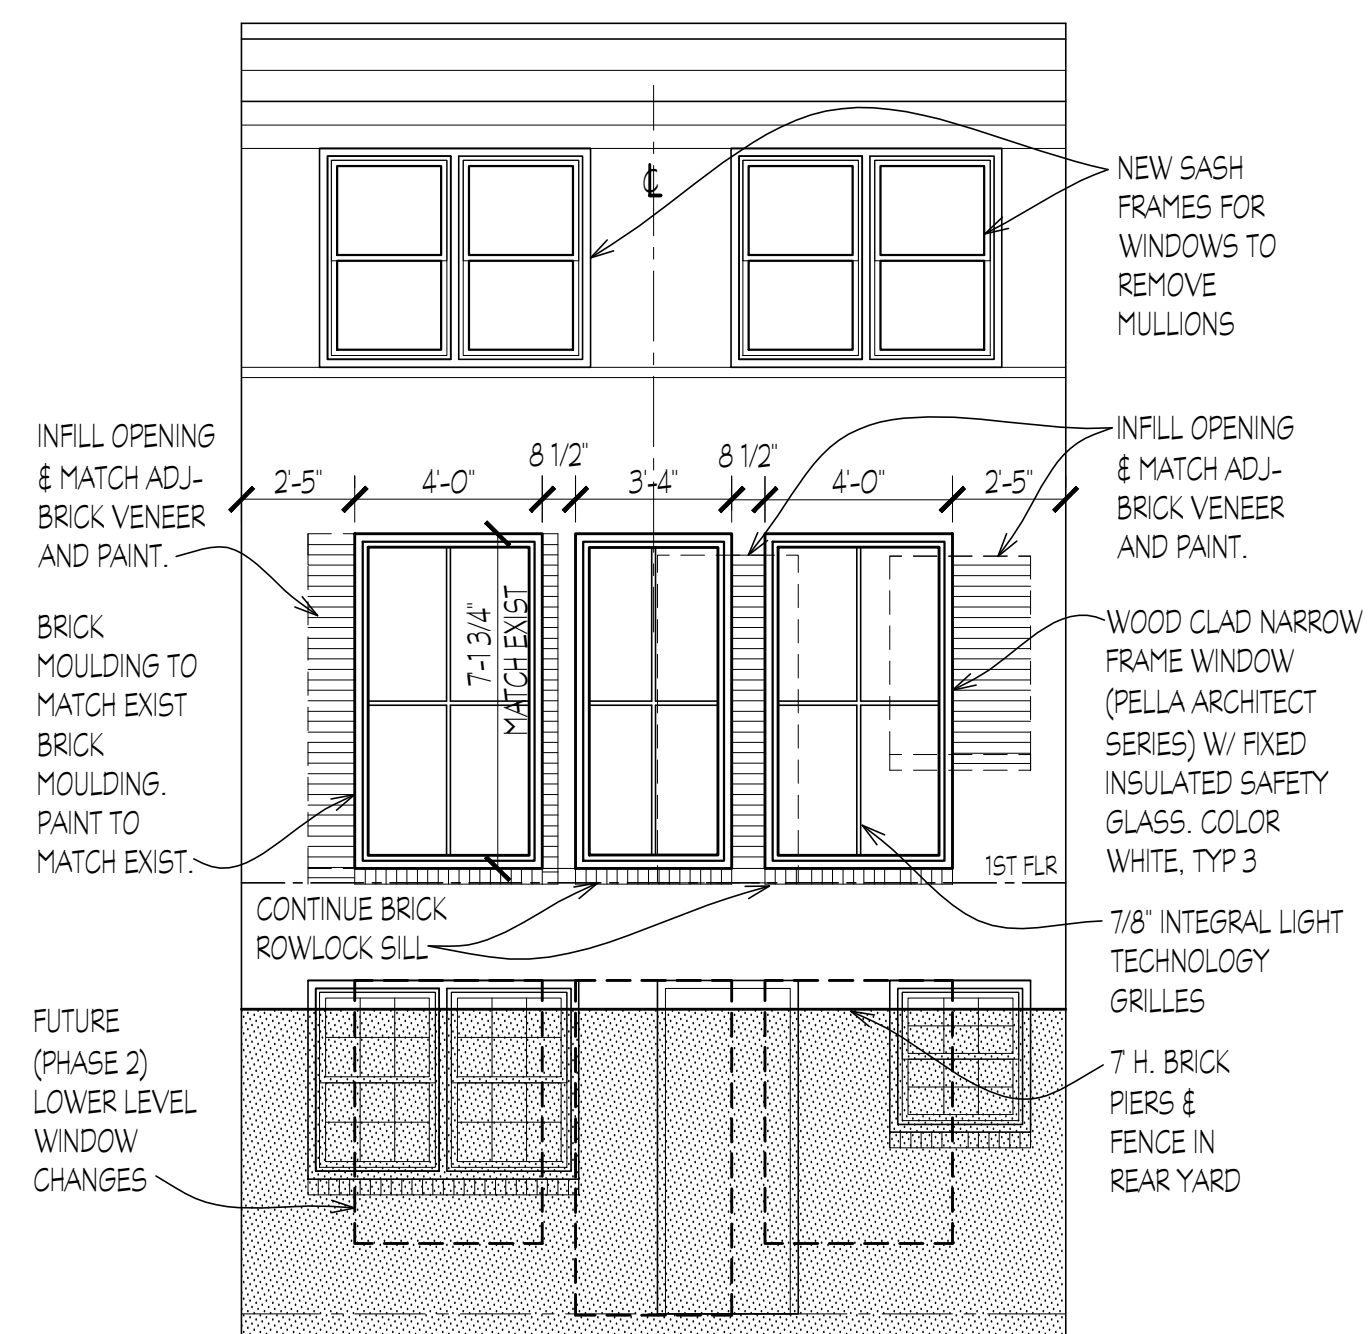 ℄
NEW SASH
FRAMES FOR
WINDOWS TO
REMOVE
MULLIONS
INFILL OPENING
& MATCH ADJ-
BRICK VENEER
AND PAINT.
BRICK
MOULDING TO
MATCH EXIST
BRICK
MOULDING.
PAINT TO
MATCH EXIST.
2'-5"
4'-0"
8 1/2"
3'-4"
8 1/2"
4'-0"
2'-5"
7'-1 3/4"
MATCH EXIST
INFILL OPENING
& MATCH ADJ-
BRICK VENEER
AND PAINT.
WOOD CLAD NARROW
FRAME WINDOW
(PELLA ARCHITECT
SERIES) W/ FIXED
INSULATED SAFETY
GLASS. COLOR
WHITE, TYP 3
1ST FLR
CONTINUE BRICK
ROWLOCK SILL
7/8" INTEGRAL LIGHT
TECHNOLOGY
GRILLES
FUTURE
(PHASE 2)
LOWER LEVEL
WINDOW
CHANGES
7' H. BRICK
PIERS &
FENCE IN
REAR YARD